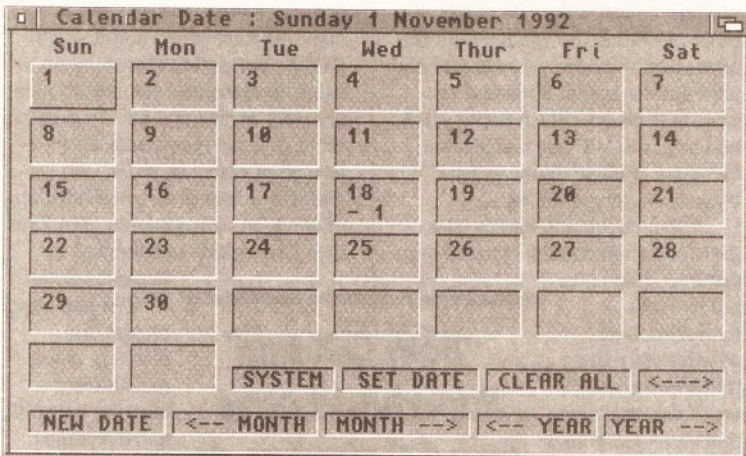 Calendar Date : Sunday 1 November 1992
Sun Mon Tue Wed Thur Fri Sat
1 2 3 4 5 6 7
8 9 10 11 12 13 14
15 16 17 18 19 20 21
- 1
22 23 24 25 26 27 28
29 30
SYSTEM SET DATE CLEAR ALL <--->
NEW DATE <-- MONTH MONTH --> <-- YEAR YEAR -->